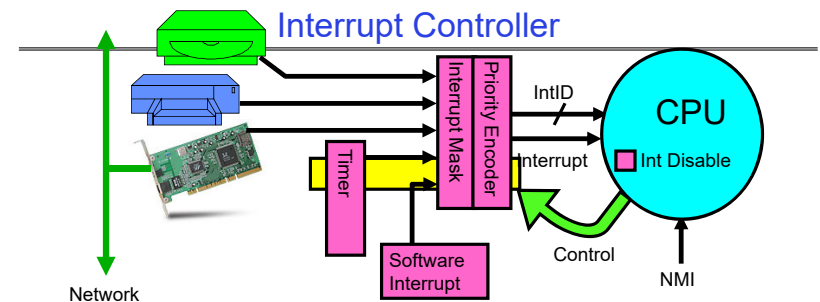 Interrupt Controller
Interrupt Mask
Priority Encoder
IntID
CPU
Interrupt
Int Disable
Timer
Software
Interrupt
Control
NMI
Network